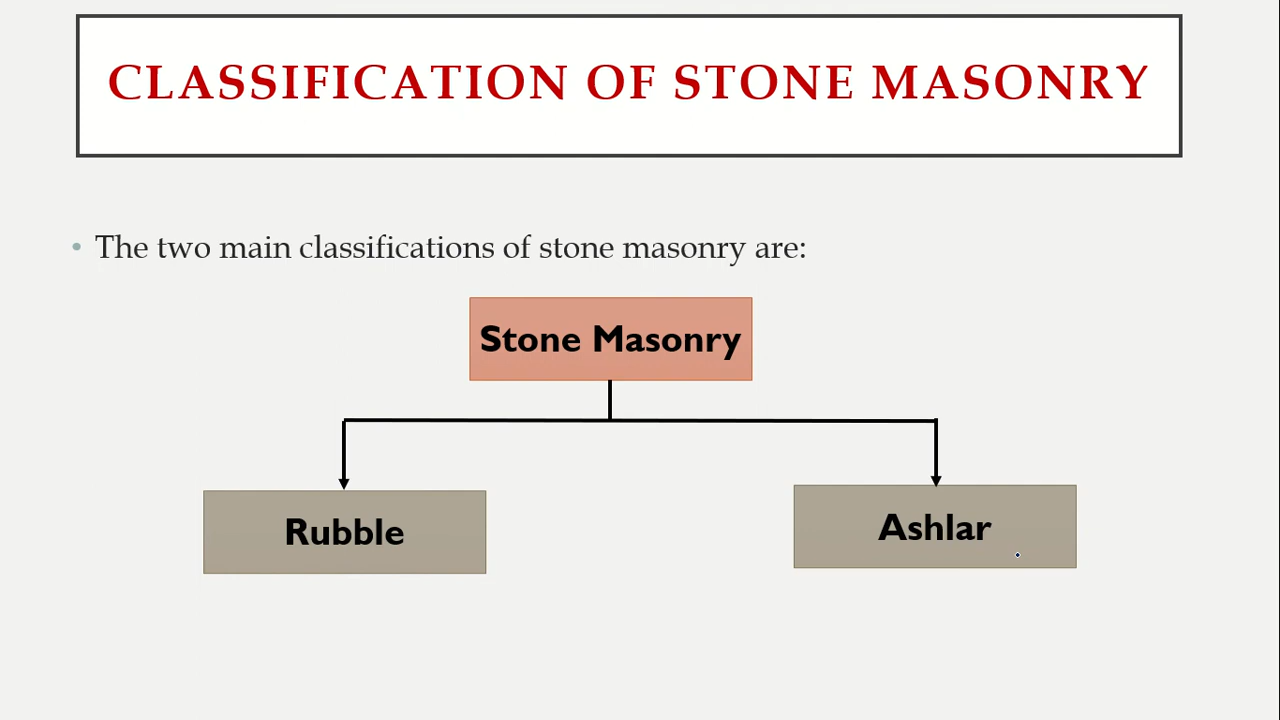 CLASSIFICATION OF STONE MASONRY
• The two main classifications of stone masonry are:
Stone Masonry
Rubble
Ashlar